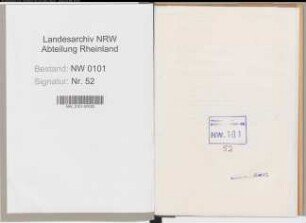 Landesarchiv NRW
Abteilung Rheinland
Bestand: NW 0101
Signatur: Nr. 52
NW. 101
52